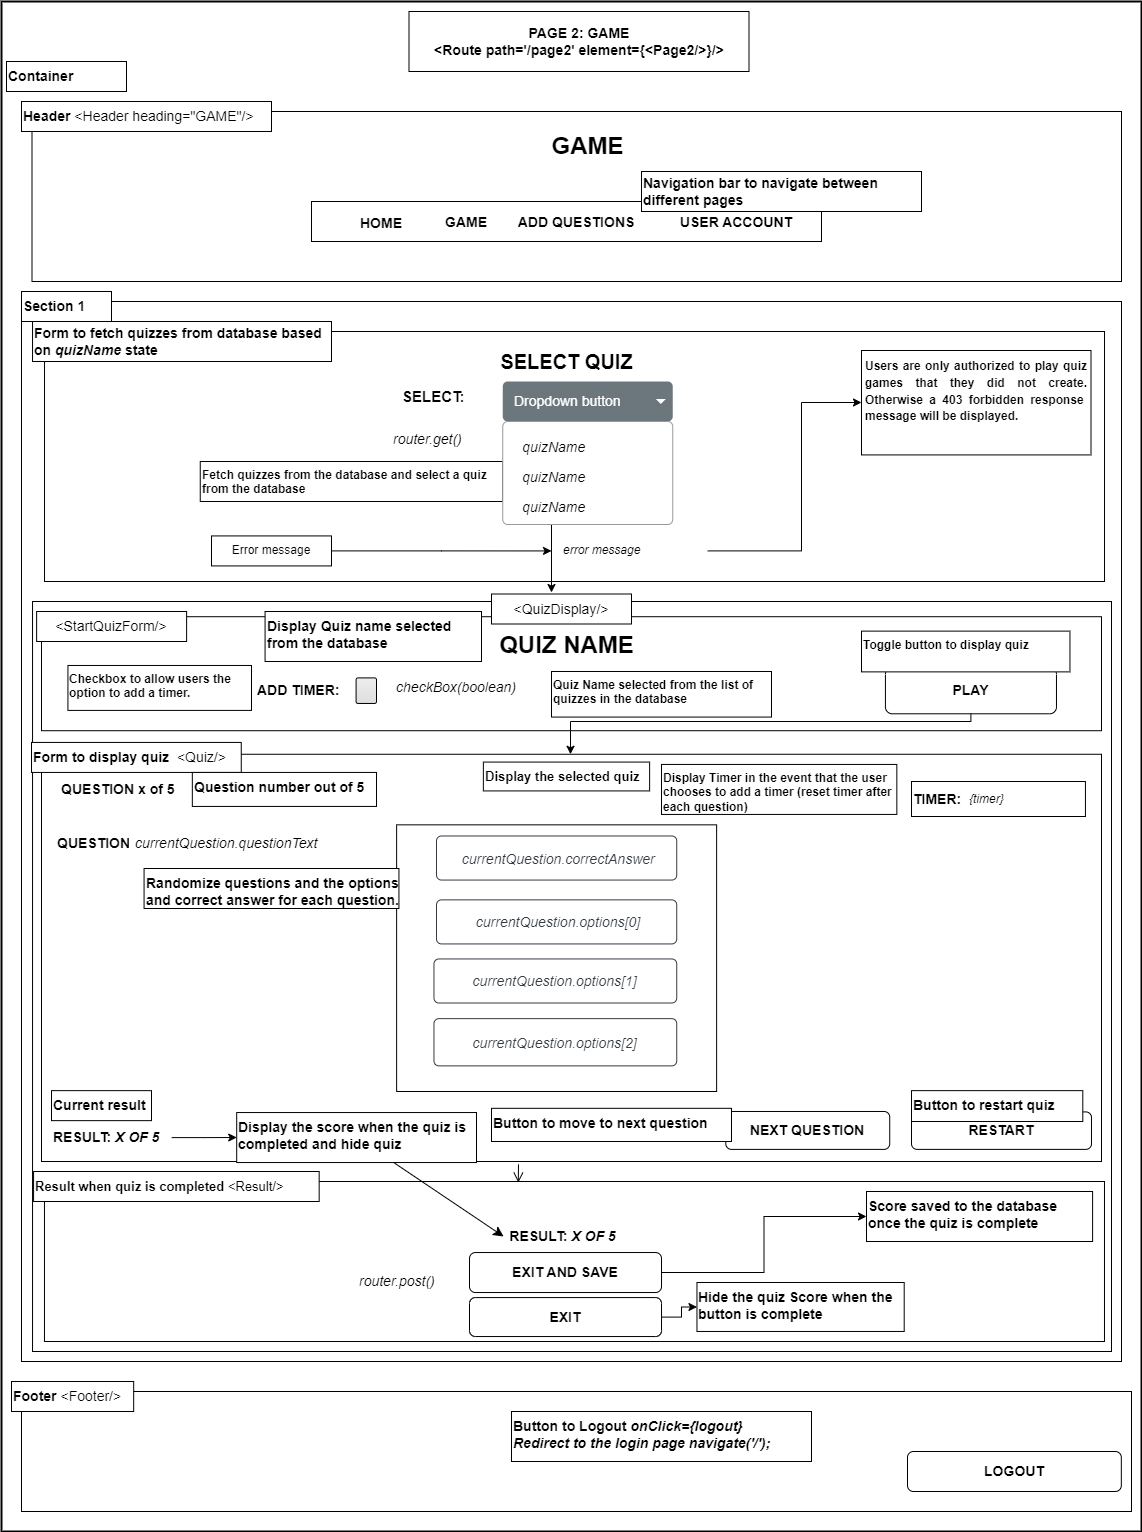 PAGE 2: GAME
<Route path='/page2' element={<Page2/>}/>
Container
Header <Header heading="GAME"/>
GAME
Navigation bar to navigate between
different pages
HOME GAME ADD QUESTIONS USER ACCOUNT
Section 1
Form to fetch quizzes from database based
on quizName state
SELECT QUIZ
SELECT:
Dropdown button
Users are only authorized to play quiz
games that they did not create.
Otherwise a 403 forbidden response
message will be displayed.
router.get()
quizName
Fetch quizzes from the database and select a quiz
from the database
quizName
quizName
Error message
error message
<QuizDisplay/>
<StartQuizForm/>
Display Quiz name selected
from the database
QUIZ NAME
Toggle button to display quiz
Checkbox to allow users the
option to add a timer.
ADD TIMER:
checkBox(boolean)
Quiz Name selected from the list of
quizzes in the database
PLAY
Form to display quiz <Quiz/>
QUESTION x of 5
Question number out of 5
Display the selected quiz
Display Timer in the event that the user
chooses to add a timer (reset timer after
each question)
TIMER: {timer}
QUESTION currentQuestion.questionText
currentQuestion.correctAnswer
Randomize questions and the options
and correct answer for each question.
currentQuestion.options[0]
currentQuestion.options[1]
currentQuestion.options[2]
Current result
RESULT: X OF 5
Display the score when the quiz is
completed and hide quiz
Button to move to next question
NEXT QUESTION
Button to restart quiz
RESTART
Result when quiz is completed <Result/>
Score saved to the database
once the quiz is complete
RESULT: X OF 5
EXIT AND SAVE
router.post()
Hide the quiz Score when the
button is complete
EXIT
Footer <Footer/>
Button to Logout onClick={logout}
Redirect to the login page navigate('/');
LOGOUT